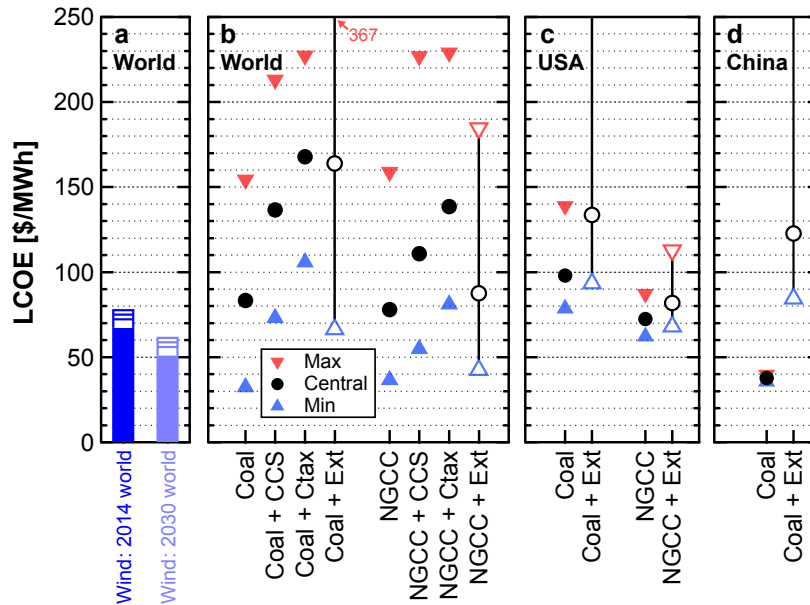 a
World
b
World
c
USA
d
China
367
LCOE [$/MWh]
250
200
150
100
50
0
Max
Central
Min
Wind: 2014 world
Wind: 2030 world
Coal
Coal + CCS
Coal + Ctax
Coal + Ext
NGCC
NGCC + CCS
NGCC + Ctax
NGCC + Ext
Coal
Coal + Ext
NGCC
NGCC + Ext
Coal
Coal + Ext